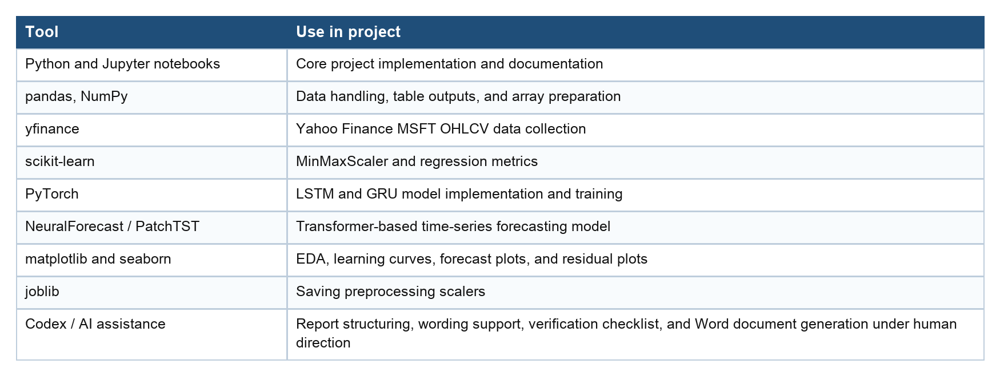 Tool Use in project
Python and Jupyter notebooks Core project implementation and documentation
pandas, NumPy Data handling, table outputs, and array preparation
yfinance Yahoo Finance MSFT OHLCV data collection
scikit-learn MinMaxScaler and regression metrics
PyTorch LSTM and GRU model implementation and training
NeuralForecast / PatchTST Transformer-based time-series forecasting model
matplotlib and seaborn EDA, learning curves, forecast plots, and residual plots
joblib Saving preprocessing scalers
Codex / AI assistance Report structuring, wording support, verification checklist, and Word document generation under human
direction